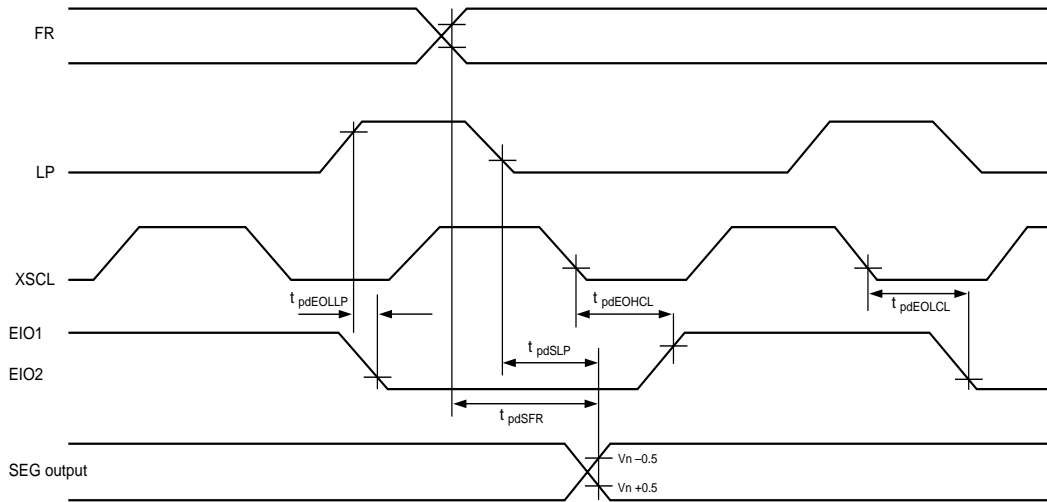 FR
LP
XSCL
t pdEOLLP
t pdEOHCL
t pdEOLCL
EIO1
t pdSLP
EIO2
t pdSFR
SEG output
Vn –0.5
Vn +0.5